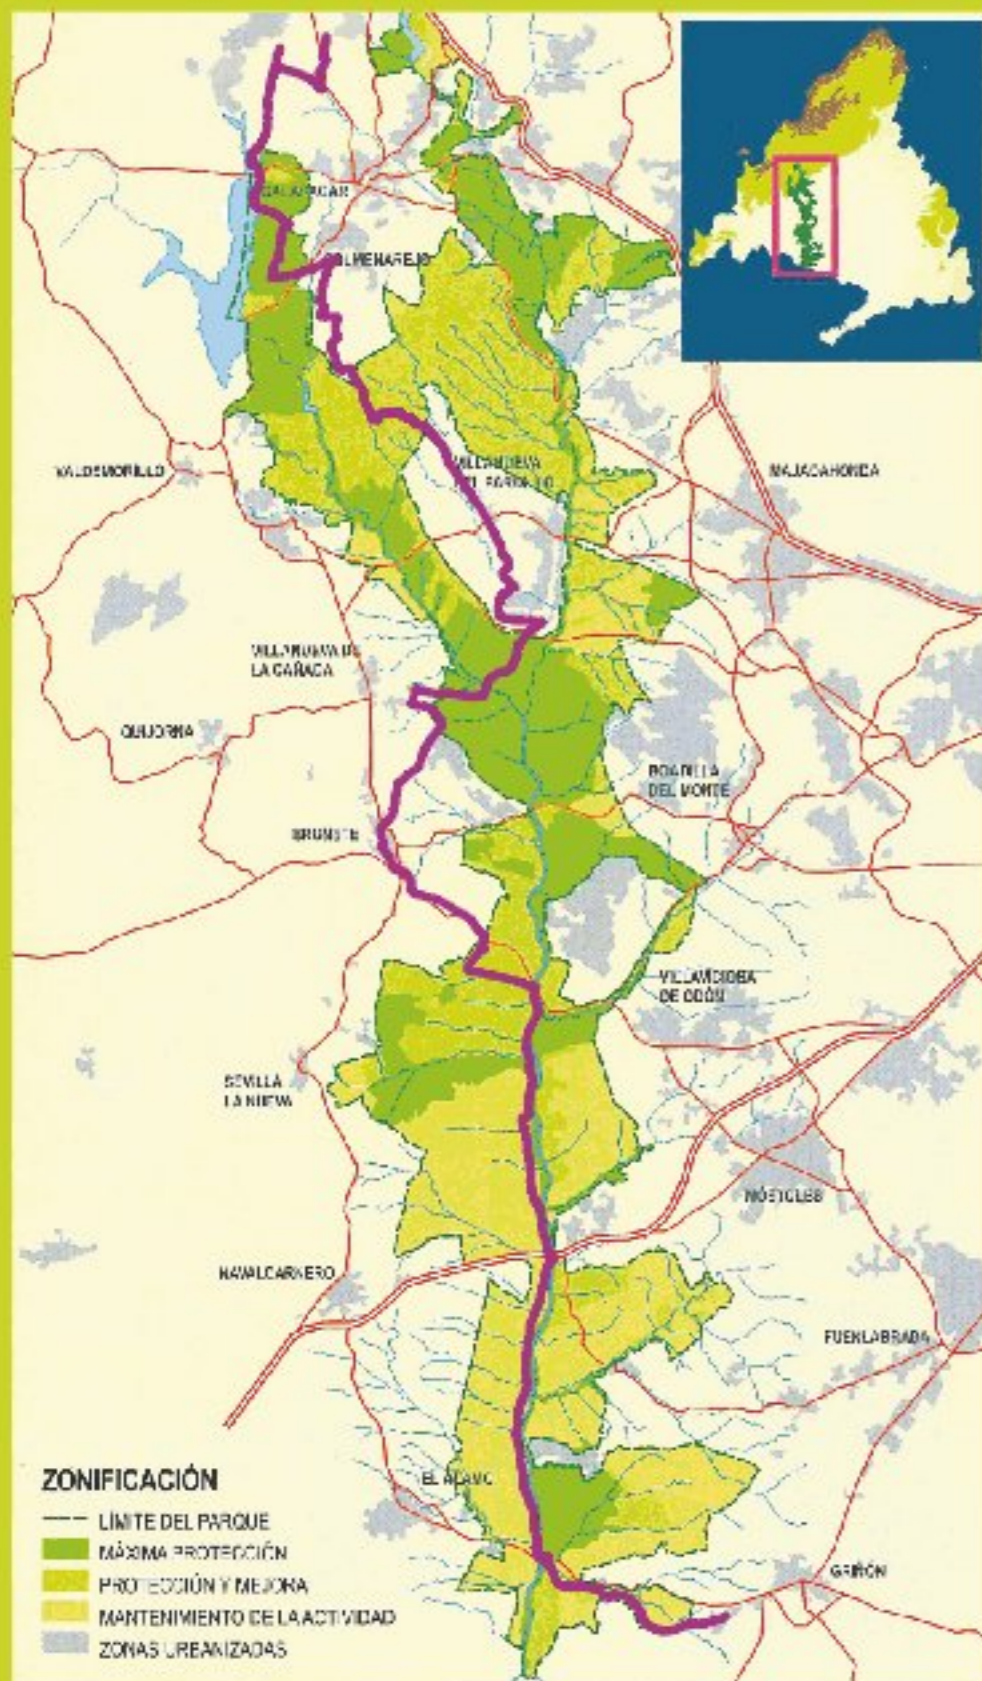 GALAPAGAR
COLMENAREJO
VALDEMORILLO
VILLANUEVA
DEL PARDILLO
MAJADAHONDA
VILLANUEVA DE
LA CAÑADA
QUIJORNA
BOADILLA
DEL MONTE
BRUNETE
VILLAVICIOSA
DE ODÓN
SEVILLA
LA NUEVA
MÓSTOLES
NAVALCARNERO
FUENLABRADA
EL ÁLAMO
GRIÑÓN
ZONIFICACIÓN
LÍMITE DEL PARQUE
MÁXIMA PROTECCIÓN
PROTECCIÓN Y MEJORA
MANTENIMIENTO DE LA ACTIVIDAD
ZONAS URBANIZADAS